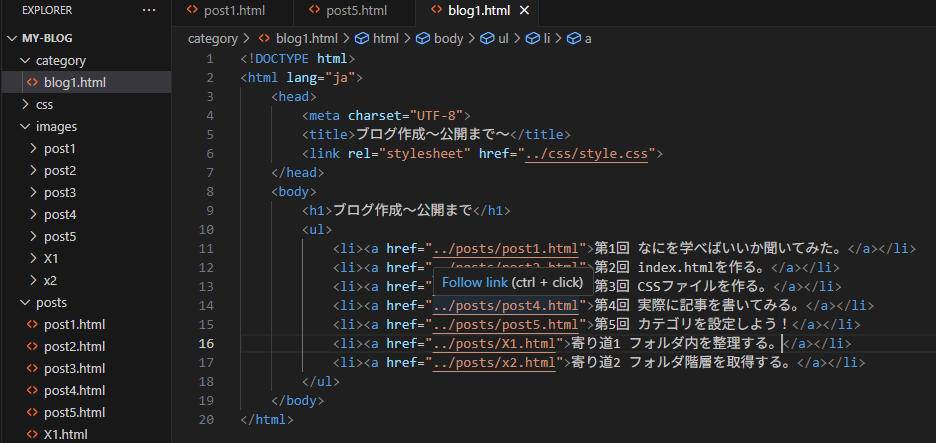 EXPLORER ...
MY-BLOG
category
blog1.html
css
images
post1
post2
post3
post4
post5
X1
x2
posts
post1.html
post2.html
post3.html
post4.html
post5.html
X1.html
post1.html post5.html blog1.html
category > blog1.html > html > body > ul > li > a
1 <!DOCTYPE html>
2 <html lang="ja">
3 <head>
4 <meta charset="UTF-8">
5 <title>ブログ作成～公開まで～</title>
6 <link rel="stylesheet" href="../css/style.css">
7 </head>
8 <body>
9 <h1>ブログ作成～公開まで</h1>
10 <ul>
11 <li><a href="../posts/post1.html">第1回 なにを学べばいいか聞いてみた。</a></li>
12 <li><a href="../posts/post2.html">第2回 index.htmlを作る。</a></li>
13 <li><a href=" 第3回 CSSファイルを作る。</a></li>
Follow link (ctrl + click)
14 <li><a href="../posts/post4.html">第4回 実際に記事を書いてみる。</a></li>
15 <li><a href="../posts/post5.html">第5回 カテゴリを設定しよう！</a></li>
16 <li><a href="../posts/X1.html">寄り道1 フォルダ内を整理する。</a></li>
17 <li><a href="../posts/x2.html">寄り道2 フォルダ階層を取得する。</a></li>
18 </ul>
19 </body>
20 </html>